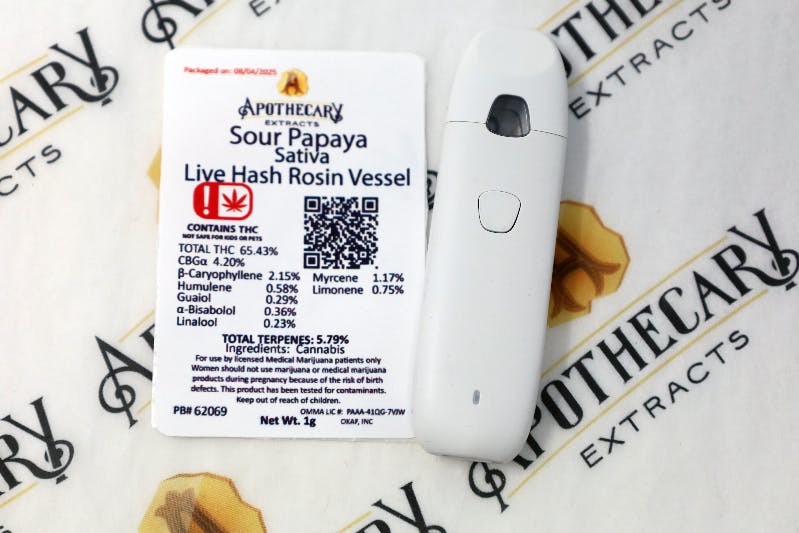 Packaged on: 08/04/2025
APOTHECARY
EXTRACTS
Sour Papaya
Sativa
Live Hash Rosin Vessel
!
CONTAINS THC
NOT SAFE FOR KIDS OR PETS
TOTAL THC 65.43%
CBGα 4.20%
β-Caryophyllene 2.15% Myrcene 1.17%
Humulene 0.58% Limonene 0.75%
Guaiol 0.29%
α-Bisabolol 0.36%
Linalool 0.23%
TOTAL TERPENES: 5.79%
Ingredients: Cannabis
For use by licensed Medical Marijuana patients only
Women should not use marijuana or medical marijuana
products during pregnancy because of the risk of birth
defects. This product has been tested for contaminants.
Keep out of reach of children.
PB# 62069 OMMA LIC #: PAAA-41QG-7VJW
Net Wt. 1g OKAF, INC
APOTHECARY
EXTRACTS
APOTHECARY
EXTRACTS